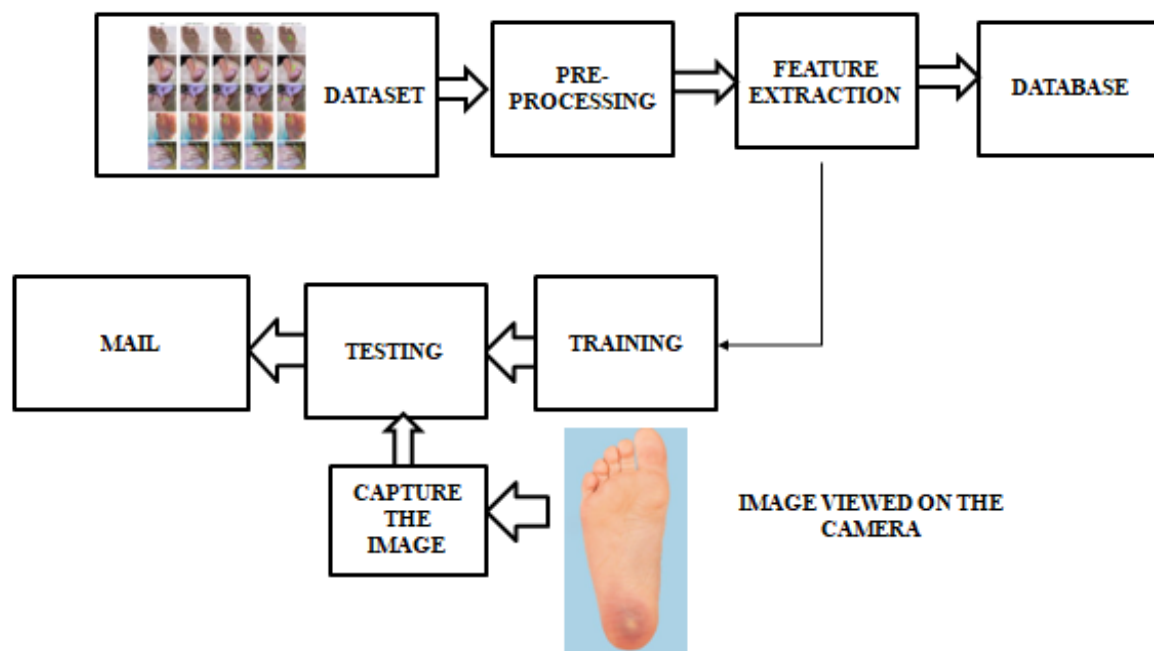 DATASET
PRE-
PROCESSING
FEATURE
EXTRACTION
DATABASE
MAIL
TESTING
TRAINING
CAPTURE
THE
IMAGE
IMAGE VIEWED ON THE
CAMERA